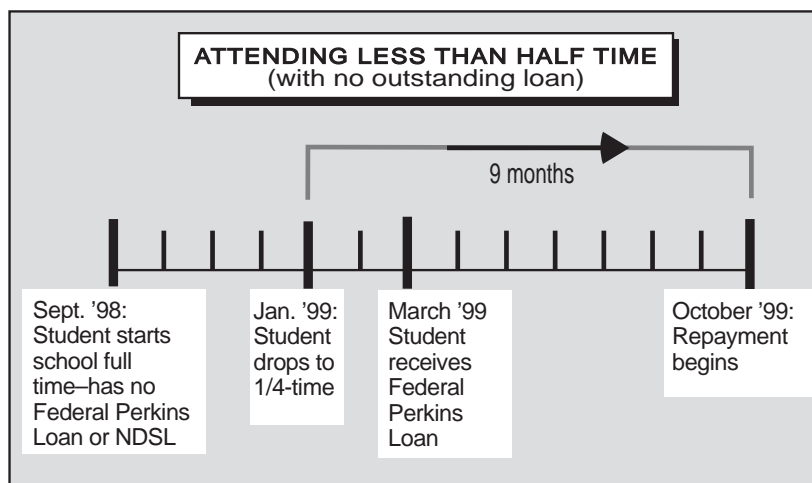 ATTENDING LESS THAN HALF TIME
(with no outstanding loan)
9 months
Sept. ’98:
Student starts
school full
time–has no
Federal Perkins
Loan or NDSL
Jan. ’99:
Student
drops to
1/4-time
March ’99
Student
receives
Federal
Perkins
Loan
October ’99:
Repayment
begins